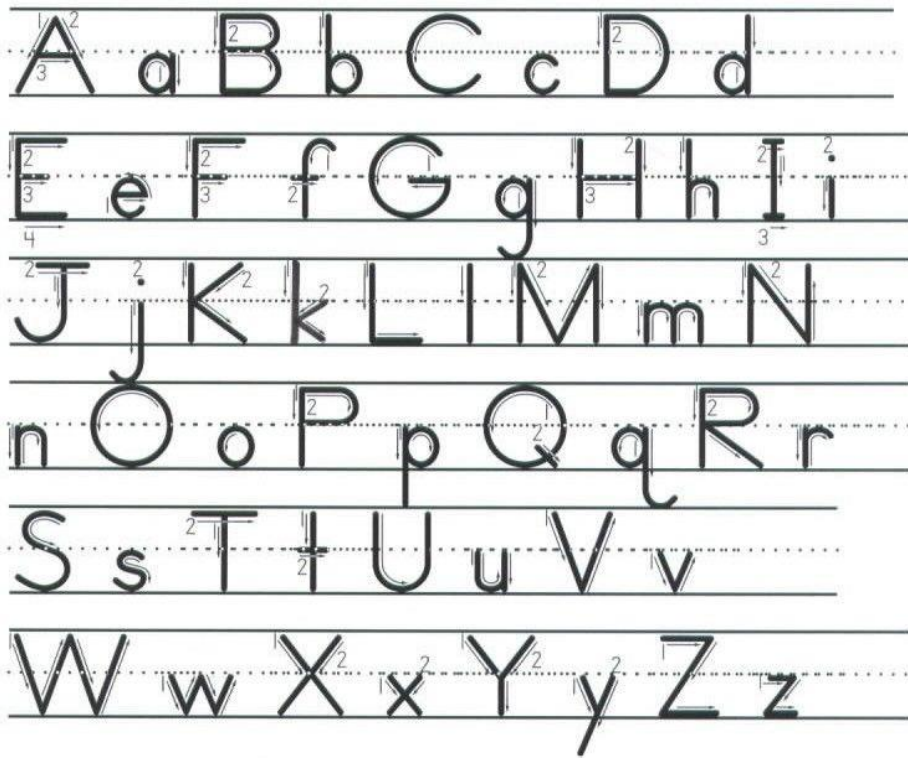 A a B b C c D d
E e F f G g H h I i
J j K k L l M m N
n O o P p Q q R r
S s T t U u V v
W w X x Y y Z z